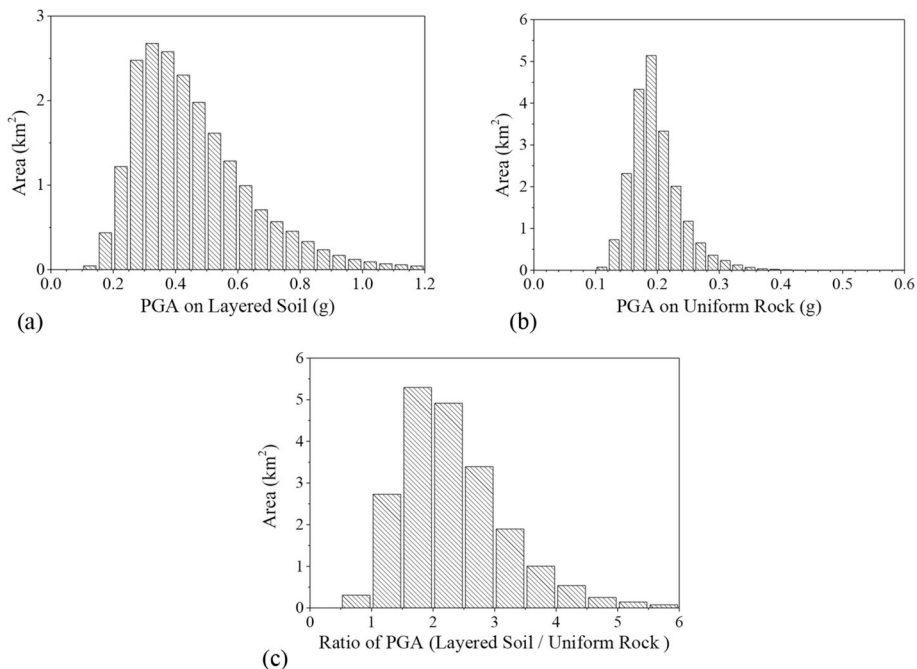 3
2
1
0
Area (km²)
0.0 0.2 0.4 0.6 0.8 1.0 1.2
PGA on Layered Soil (g)
(a)
6
5
4
3
2
1
0
Area (km²)
0.0 0.1 0.2 0.3 0.4 0.5 0.6
PGA on Uniform Rock (g)
(b)
6
5
4
3
2
1
0
Area (km²)
0 1 2 3 4 5 6
Ratio of PGA (Layered Soil / Uniform Rock )
(c)